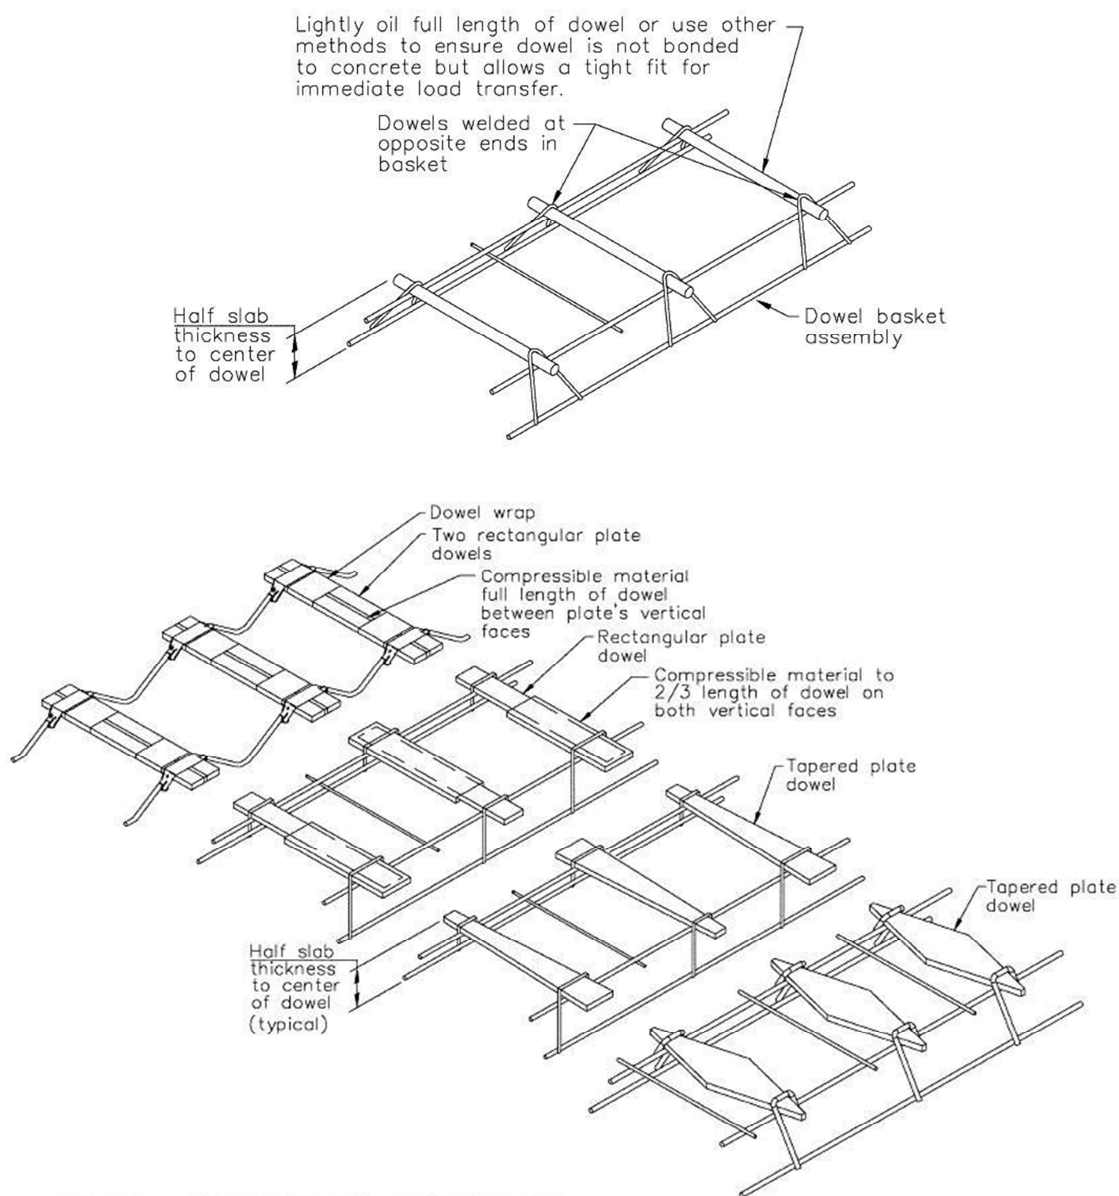 Lightly oil full length of dowel or use other
methods to ensure dowel is not bonded
to concrete but allows a tight fit for
immediate load transfer.
Dowels welded at
opposite ends in
basket
Half slab
thickness
to center
of dowel
Dowel basket
assembly
Dowel wrap
Two rectangular plate
dowels
Compressible material
full length of dowel
between plate's vertical
faces
Rectangular plate
dowel
Compressible material to
2/3 length of dowel on
both vertical faces
Tapered plate
dowel
Tapered plate
dowel
Half slab
thickness
to center
of dowel
(typical)